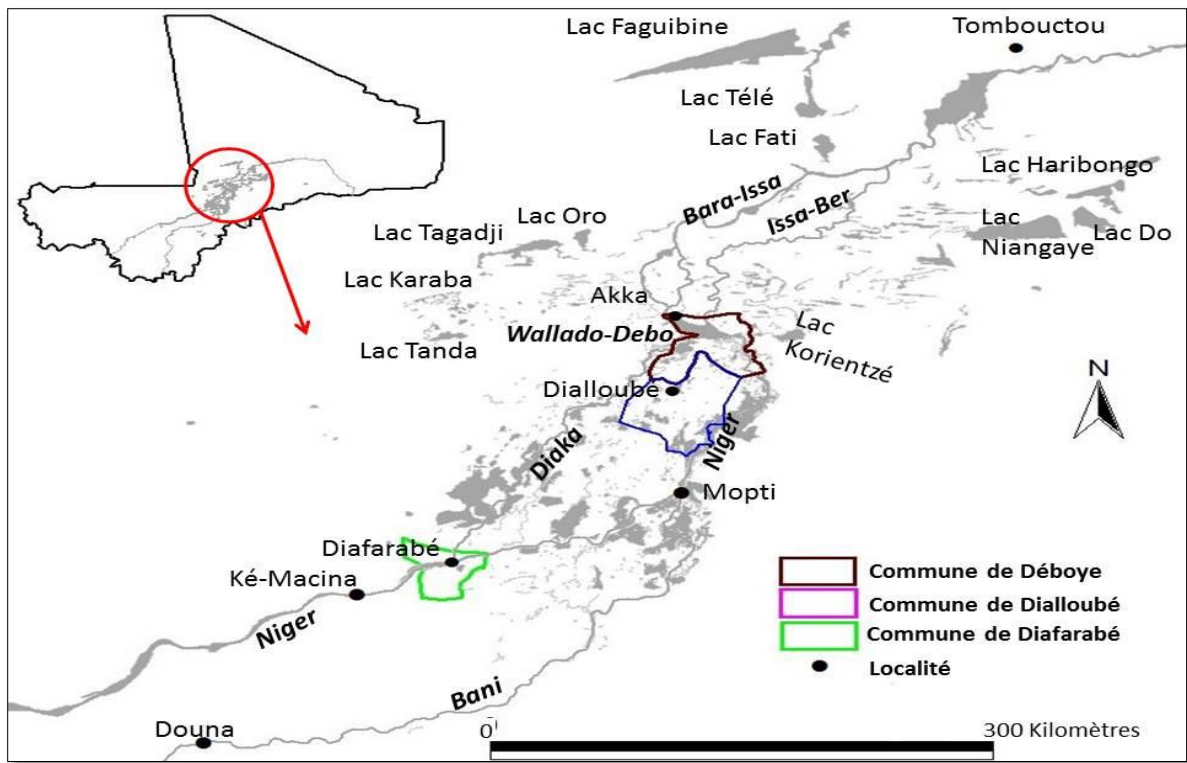 Lac Faguibine
Tombouctou
Lac Télé
Lac Fati
Lac Haribongo
Bara-Issa
Issa-Ber
Lac Oro
Lac Tagadji
Lac
Niangaye
Lac Do
Lac Karaba
Akka
Wallado-Debo
Lac
Korientzé
Lac Tanda
N
Dialloubé
Diaka
Niger
Mopti
Diafarabé
Ké-Macina
Niger
Commune de Déboye
Commune de Dialloubé
Commune de Diafarabé
Localité
Bani
Douna
0
300 Kilomètres